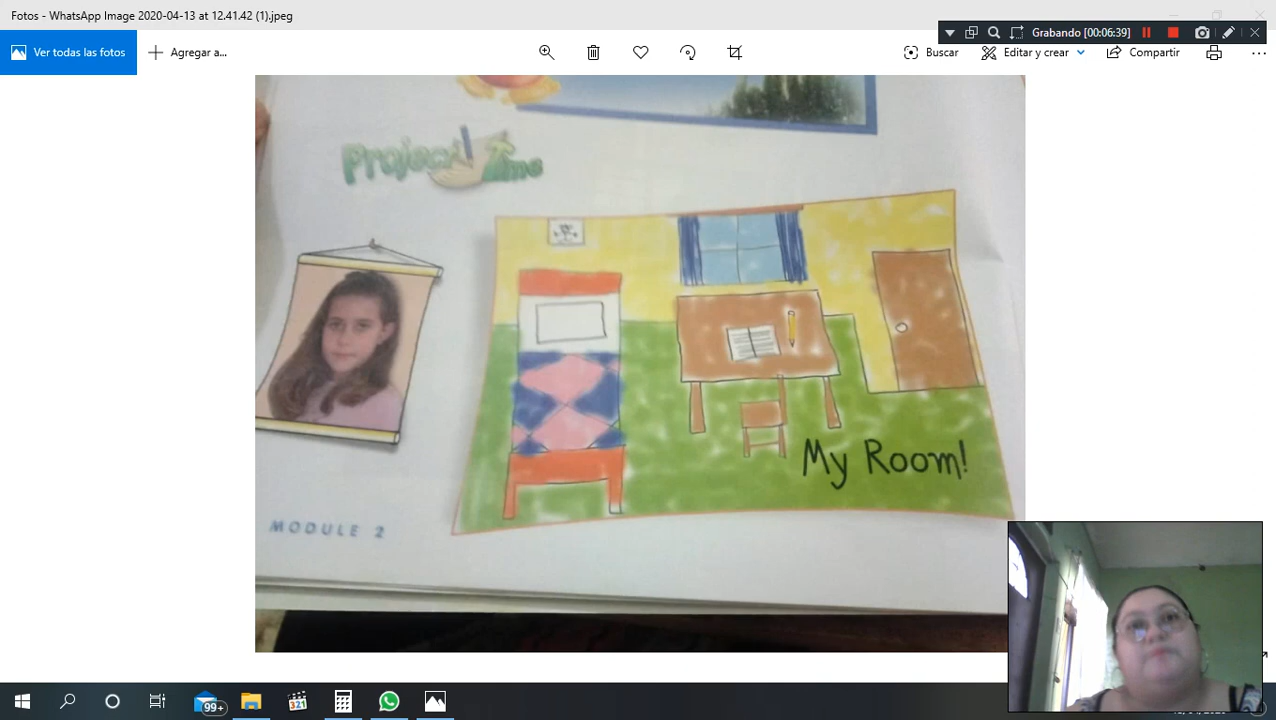 Fotos - WhatsApp Image 2020-04-13 at 12.41.42 (1).jpeg
Grabando [00:06:39]
Ver todas las fotos
Agregar a...
Buscar
Editar y crear
Compartir
Project Time
My Room!
MODULE 2
99+
321